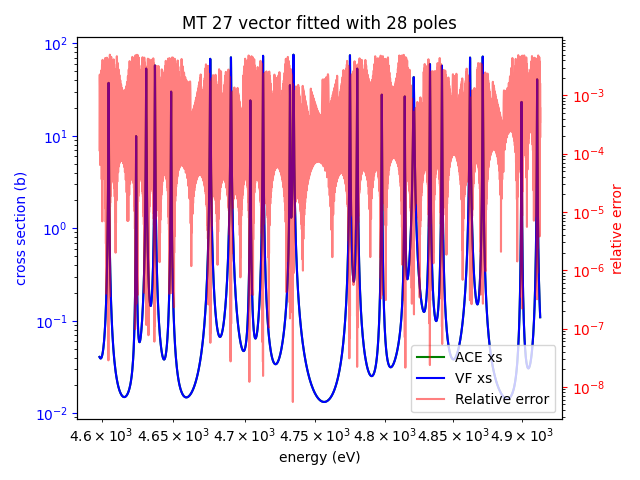 MT 27 vector fitted with 28 poles
10²
10¹
10⁰
10⁻¹
10⁻²
cross section (b)
10⁻³
10⁻⁴
10⁻⁵
10⁻⁶
10⁻⁷
10⁻⁸
relative error
ACE xs
VF xs
Relative error
4.6 × 10³ 4.65 × 10³ 4.7 × 10³ 4.75 × 10³ 4.8 × 10³ 4.85 × 10³ 4.9 × 10³
energy (eV)